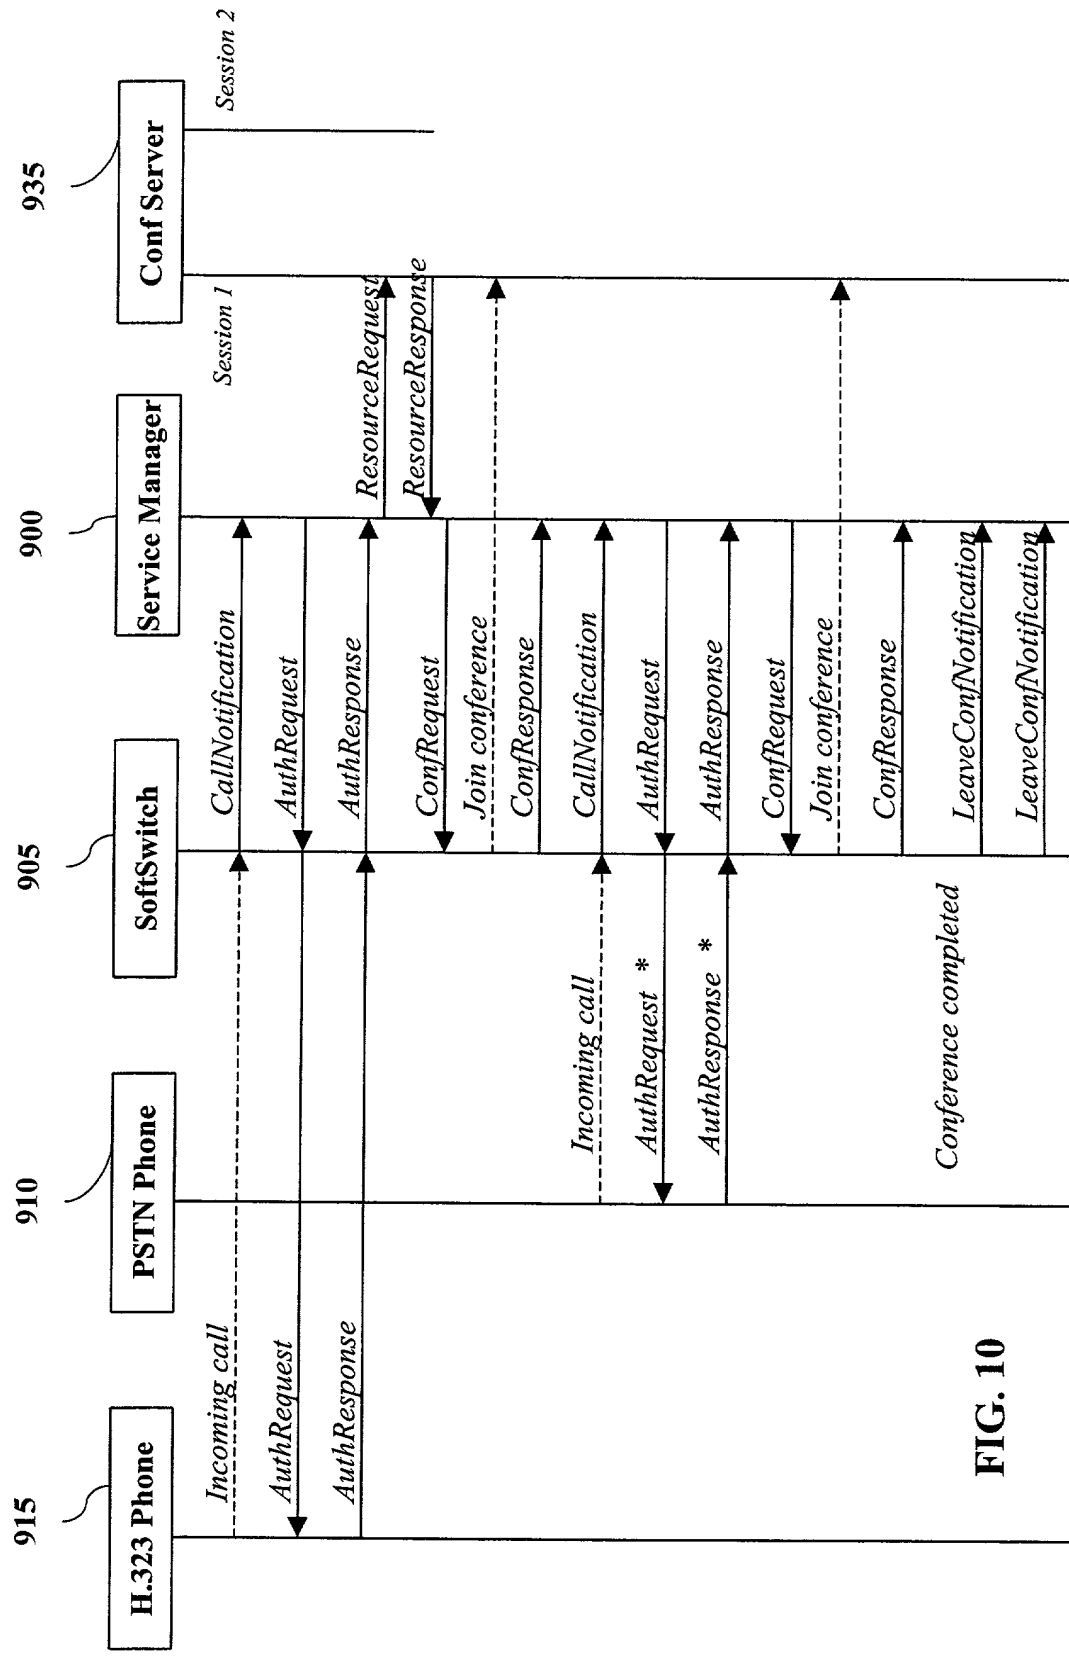 915
910
905
900
935
H.323 Phone
PSTN Phone
SoftSwitch
Service Manager
Conf Server
Session 1
Session 2
Incoming call
CallNotification
AuthRequest
AuthRequest
AuthResponse
AuthResponse
ResourceRequest
ResourceResponse
ConfRequest
Join conference
ConfResponse
Incoming call
CallNotification
AuthRequest *
AuthRequest
AuthResponse *
AuthResponse
ConfRequest
Join conference
ConfResponse
Conference completed
LeaveConfNotification
LeaveConfNotification
FIG. 10